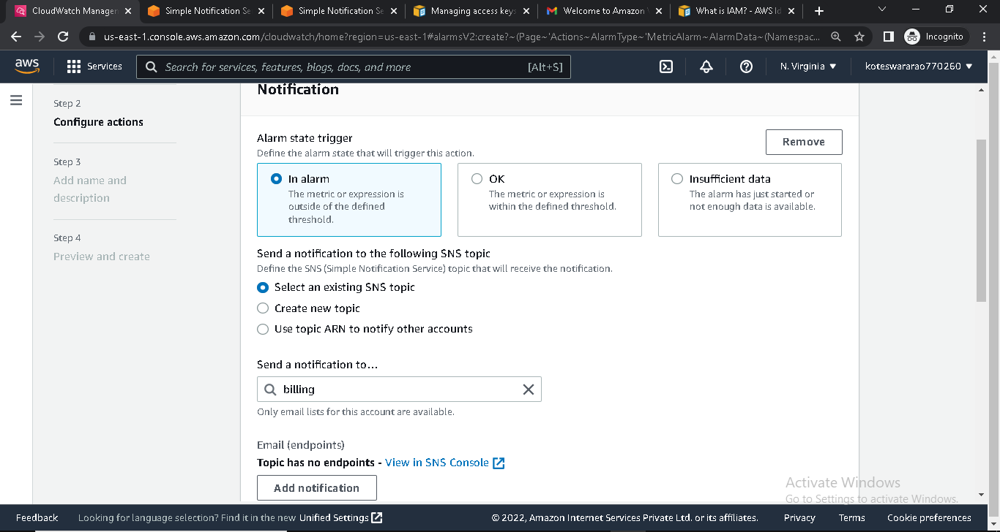 CloudWatch Manager
Simple Notification Se
Simple Notification Se
Managing access keys
Welcome to Amazon
What is IAM? - AWS Id
us-east-1.console.aws.amazon.com/cloudwatch/home?region=us-east-1#alarmsV2:create?~(Page~'Actions~AlarmType~'MetricAlarm~AlarmData~(Namespac...
Incognito
aws
Services
Search for services, features, blogs, docs, and more
[Alt+S]
N. Virginia
koteswararao770260
Step 2
Configure actions
Step 3
Add name and
description
Step 4
Preview and create
Notification
Alarm state trigger
Define the alarm state that will trigger this action.
Remove
In alarm
The metric or expression is
outside of the defined
threshold.
OK
The metric or expression is
within the defined threshold.
Insufficient data
The alarm has just started or
not enough data is available.
Send a notification to the following SNS topic
Define the SNS (Simple Notification Service) topic that will receive the notification.
Select an existing SNS topic
Create new topic
Use topic ARN to notify other accounts
Send a notification to...
billing
Only email lists for this account are available.
Email (endpoints)
Topic has no endpoints - View in SNS Console
Add notification
Activate Windows
Go to Settings to activate Windows.
Feedback
Looking for language selection? Find it in the new Unified Settings
© 2022, Amazon Internet Services Private Ltd. or its affiliates.
Privacy
Terms
Cookie preferences